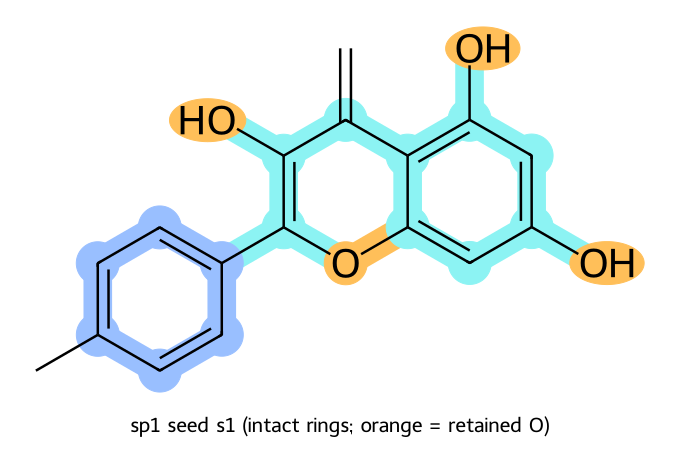 OH
HO
O
OH
sp1 seed s1 (intact rings; orange = retained O)